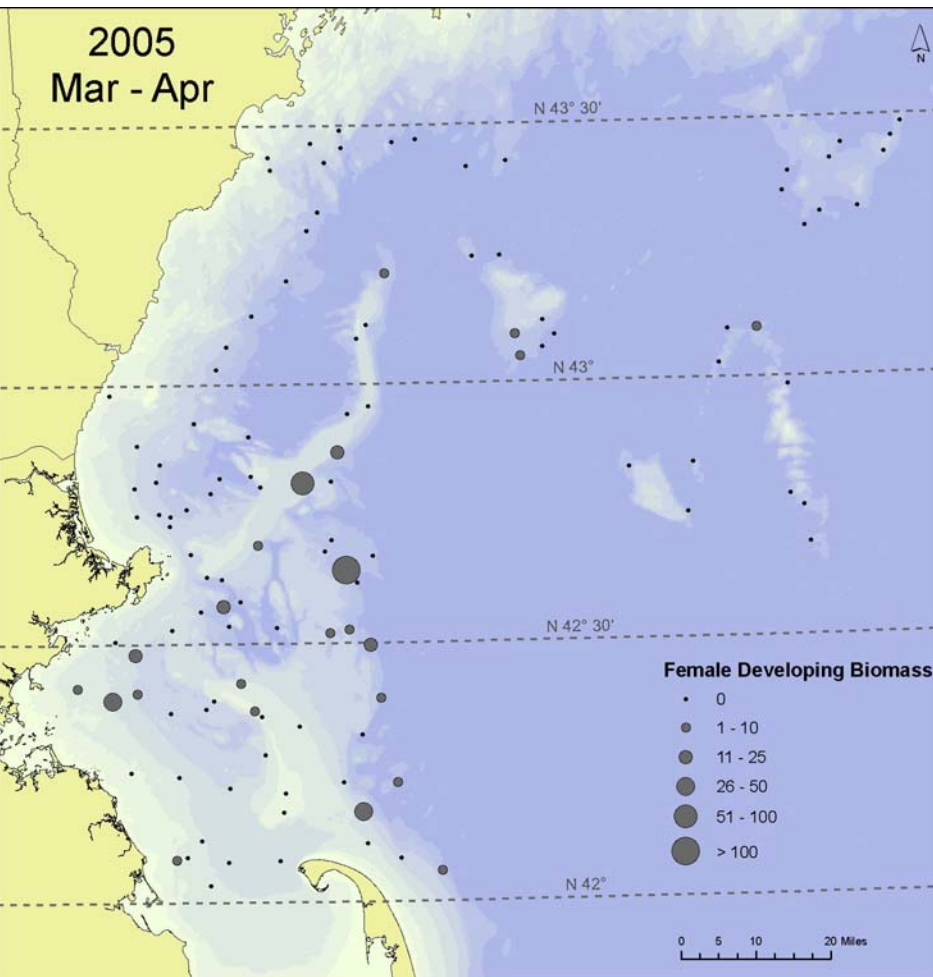 2005
Mar - Apr
N
N 43° 30'
N 43°
N 42° 30'
Female Developing Biomass
0
1 - 10
11 - 25
26 - 50
51 - 100
> 100
N 42°
0 5 10 20 Miles